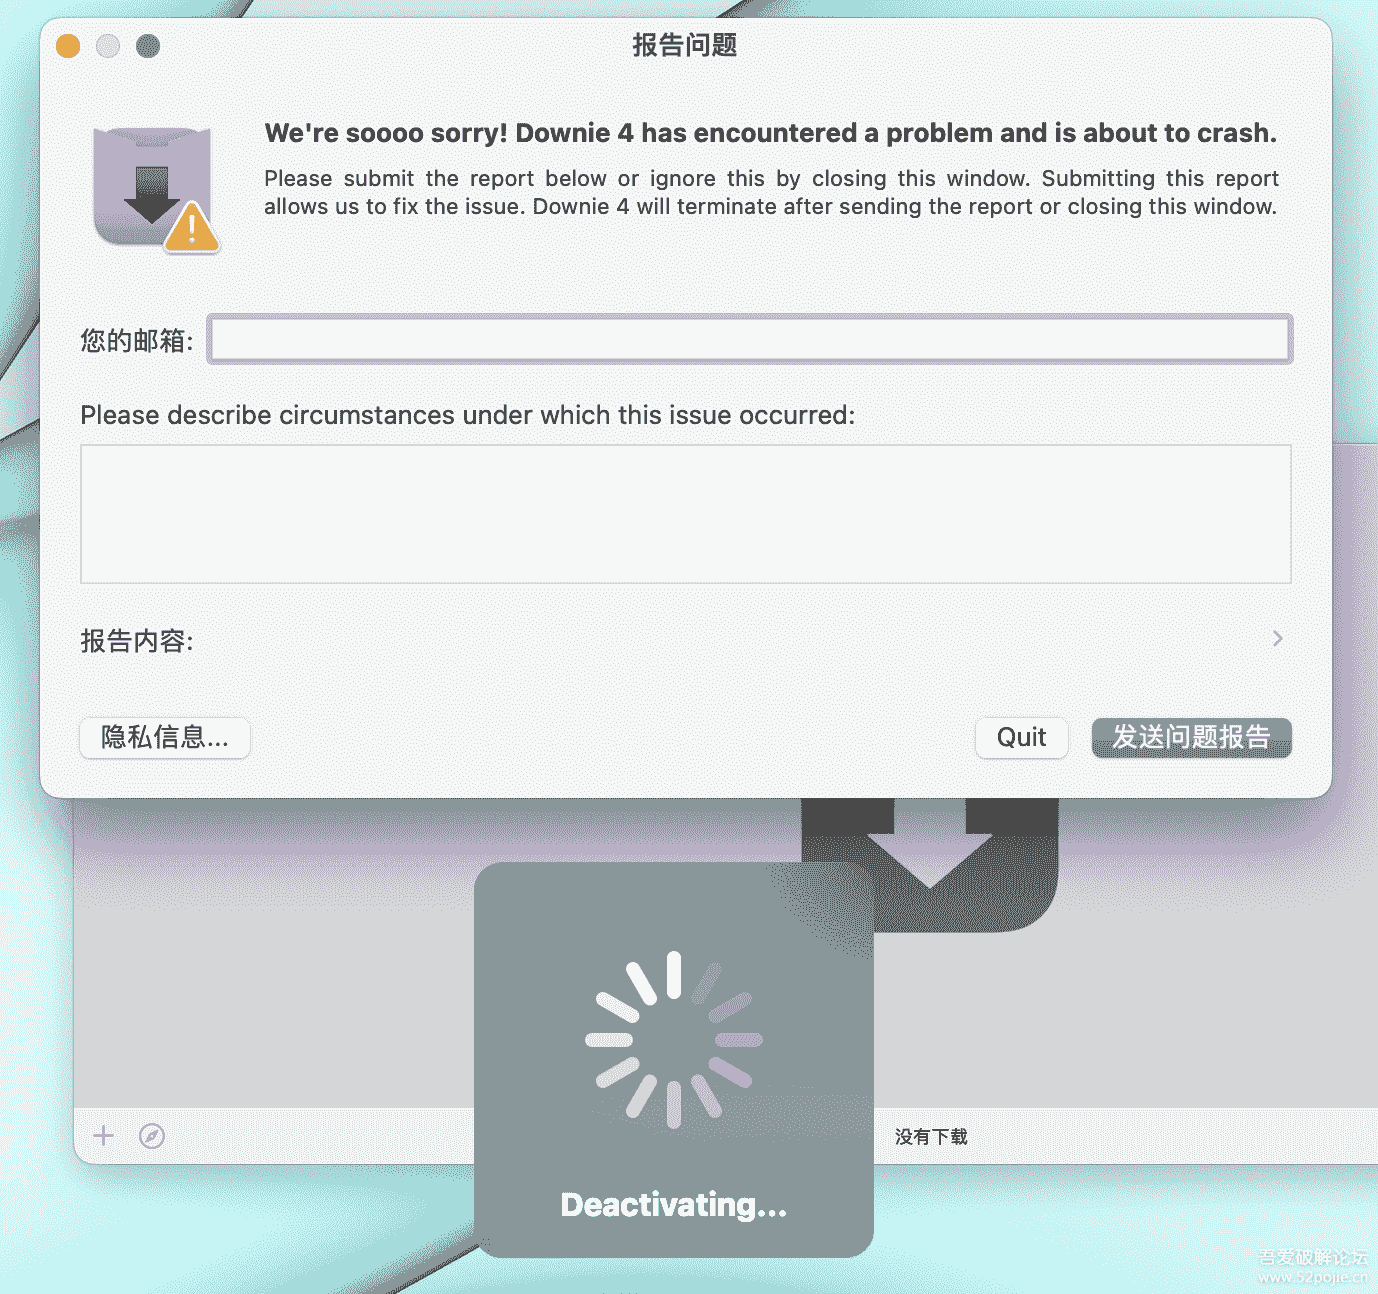 报告问题
We're soooo sorry! Downie 4 has encountered a problem and is about to crash.
Please submit the report below or ignore this by closing this window. Submitting this report
allows us to fix the issue. Downie 4 will terminate after sending the report or closing this window.
您的邮箱:
Please describe circumstances under which this issue occurred:
报告内容:
隐私信息...
Quit
发送问题报告
没有下载
Deactivating...
吾爱破解论坛
www.52pojie.cn